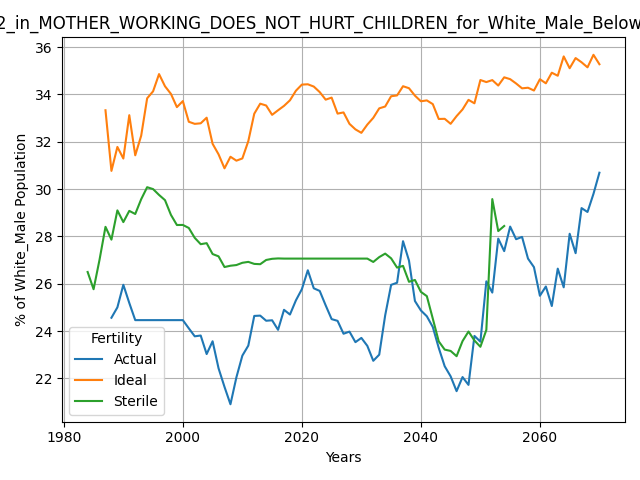 2_in_MOTHER_WORKING_DOES_NOT_HURT_CHILDREN_for_White_Male_Below
% of White_Male Population
36
34
32
30
28
26
24
22
Fertility
Actual
Ideal
Sterile
1980
2000
2020
2040
2060
Years